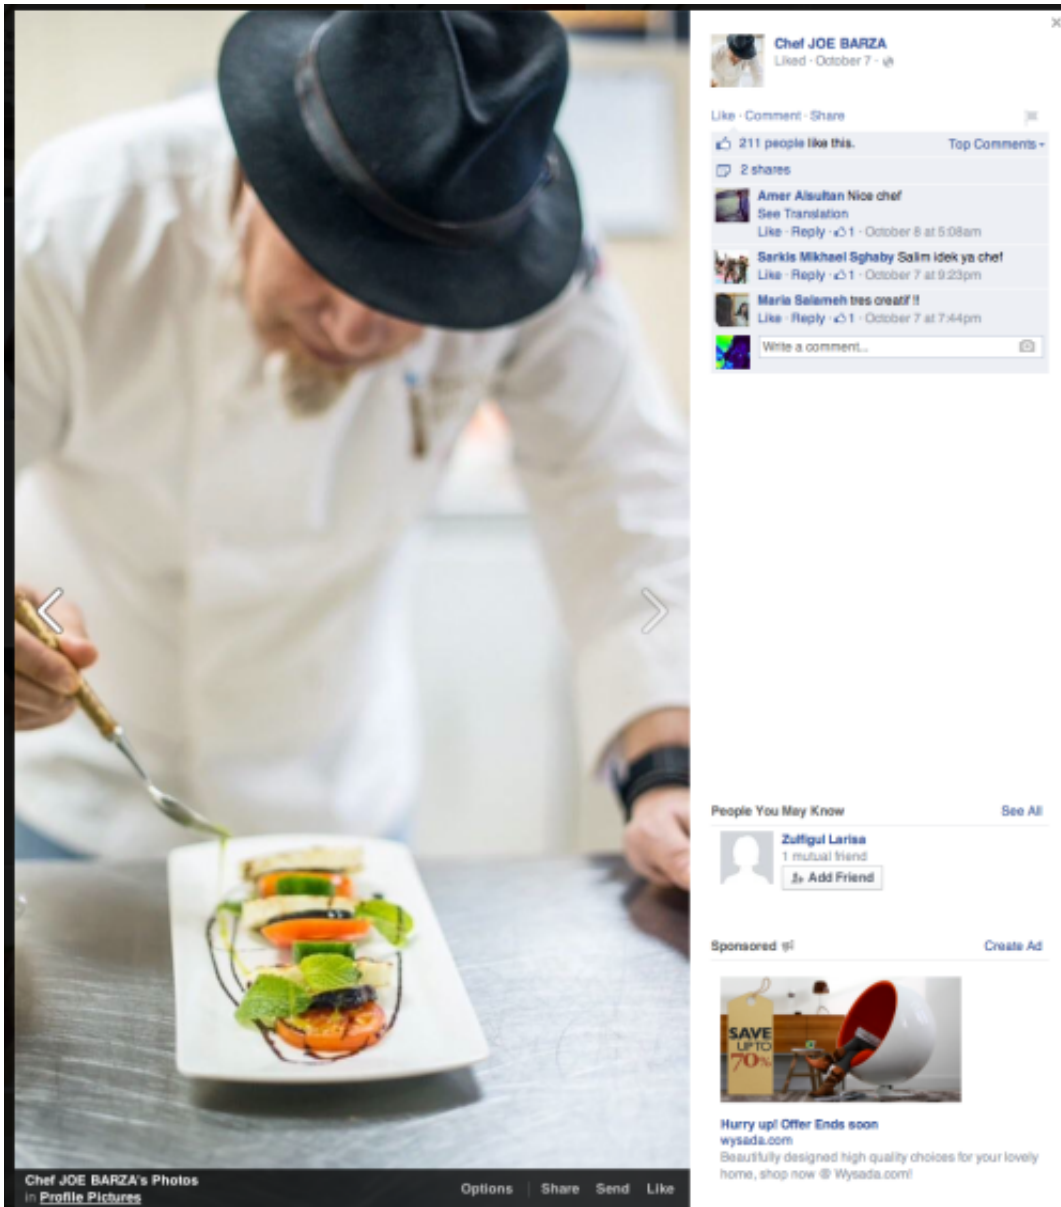 Chef JOE BARZA
Liked · October 7 ·
Like · Comment · Share
211 people like this.
Top Comments
2 shares
Amer Alsultan Nice chef
See Translation
Like · Reply · 1 · October 8 at 5:08am
Sarkis Mikhael Sghaby Salim idek ya chef
Like · Reply · 1 · October 7 at 9:23pm
Maria Salameh tres creatif !!
Like · Reply · 1 · October 7 at 7:44pm
Write a comment...
People You May Know
See All
Zulfigul Larisa
1 mutual friend
Add Friend
Sponsored
Create Ad
SAVE
UPTO
70%
Hurry up! Offer Ends soon
wysada.com
Beautifully designed high quality choices for your lovely
home, shop now @ Wysada.com!
Chef JOE BARZA's Photos
in Profile Pictures
Options
Share
Send
Like